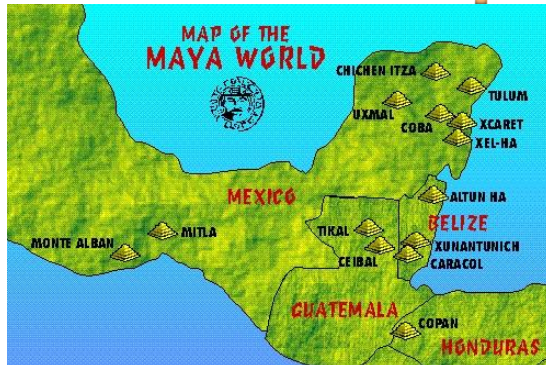 MAP OF THE
MAYA WORLD
CHICHEN ITZA
TULUM
UXMAL
COBA
XCARET
XEL-HA
MEXICO
ALTUN HA
BELIZE
MITLA
MONTE ALBAN
TIKAL
XUNANTUNICH
CEIBAL
CARACOL
GUATEMALA
COPAN
HONDURAS